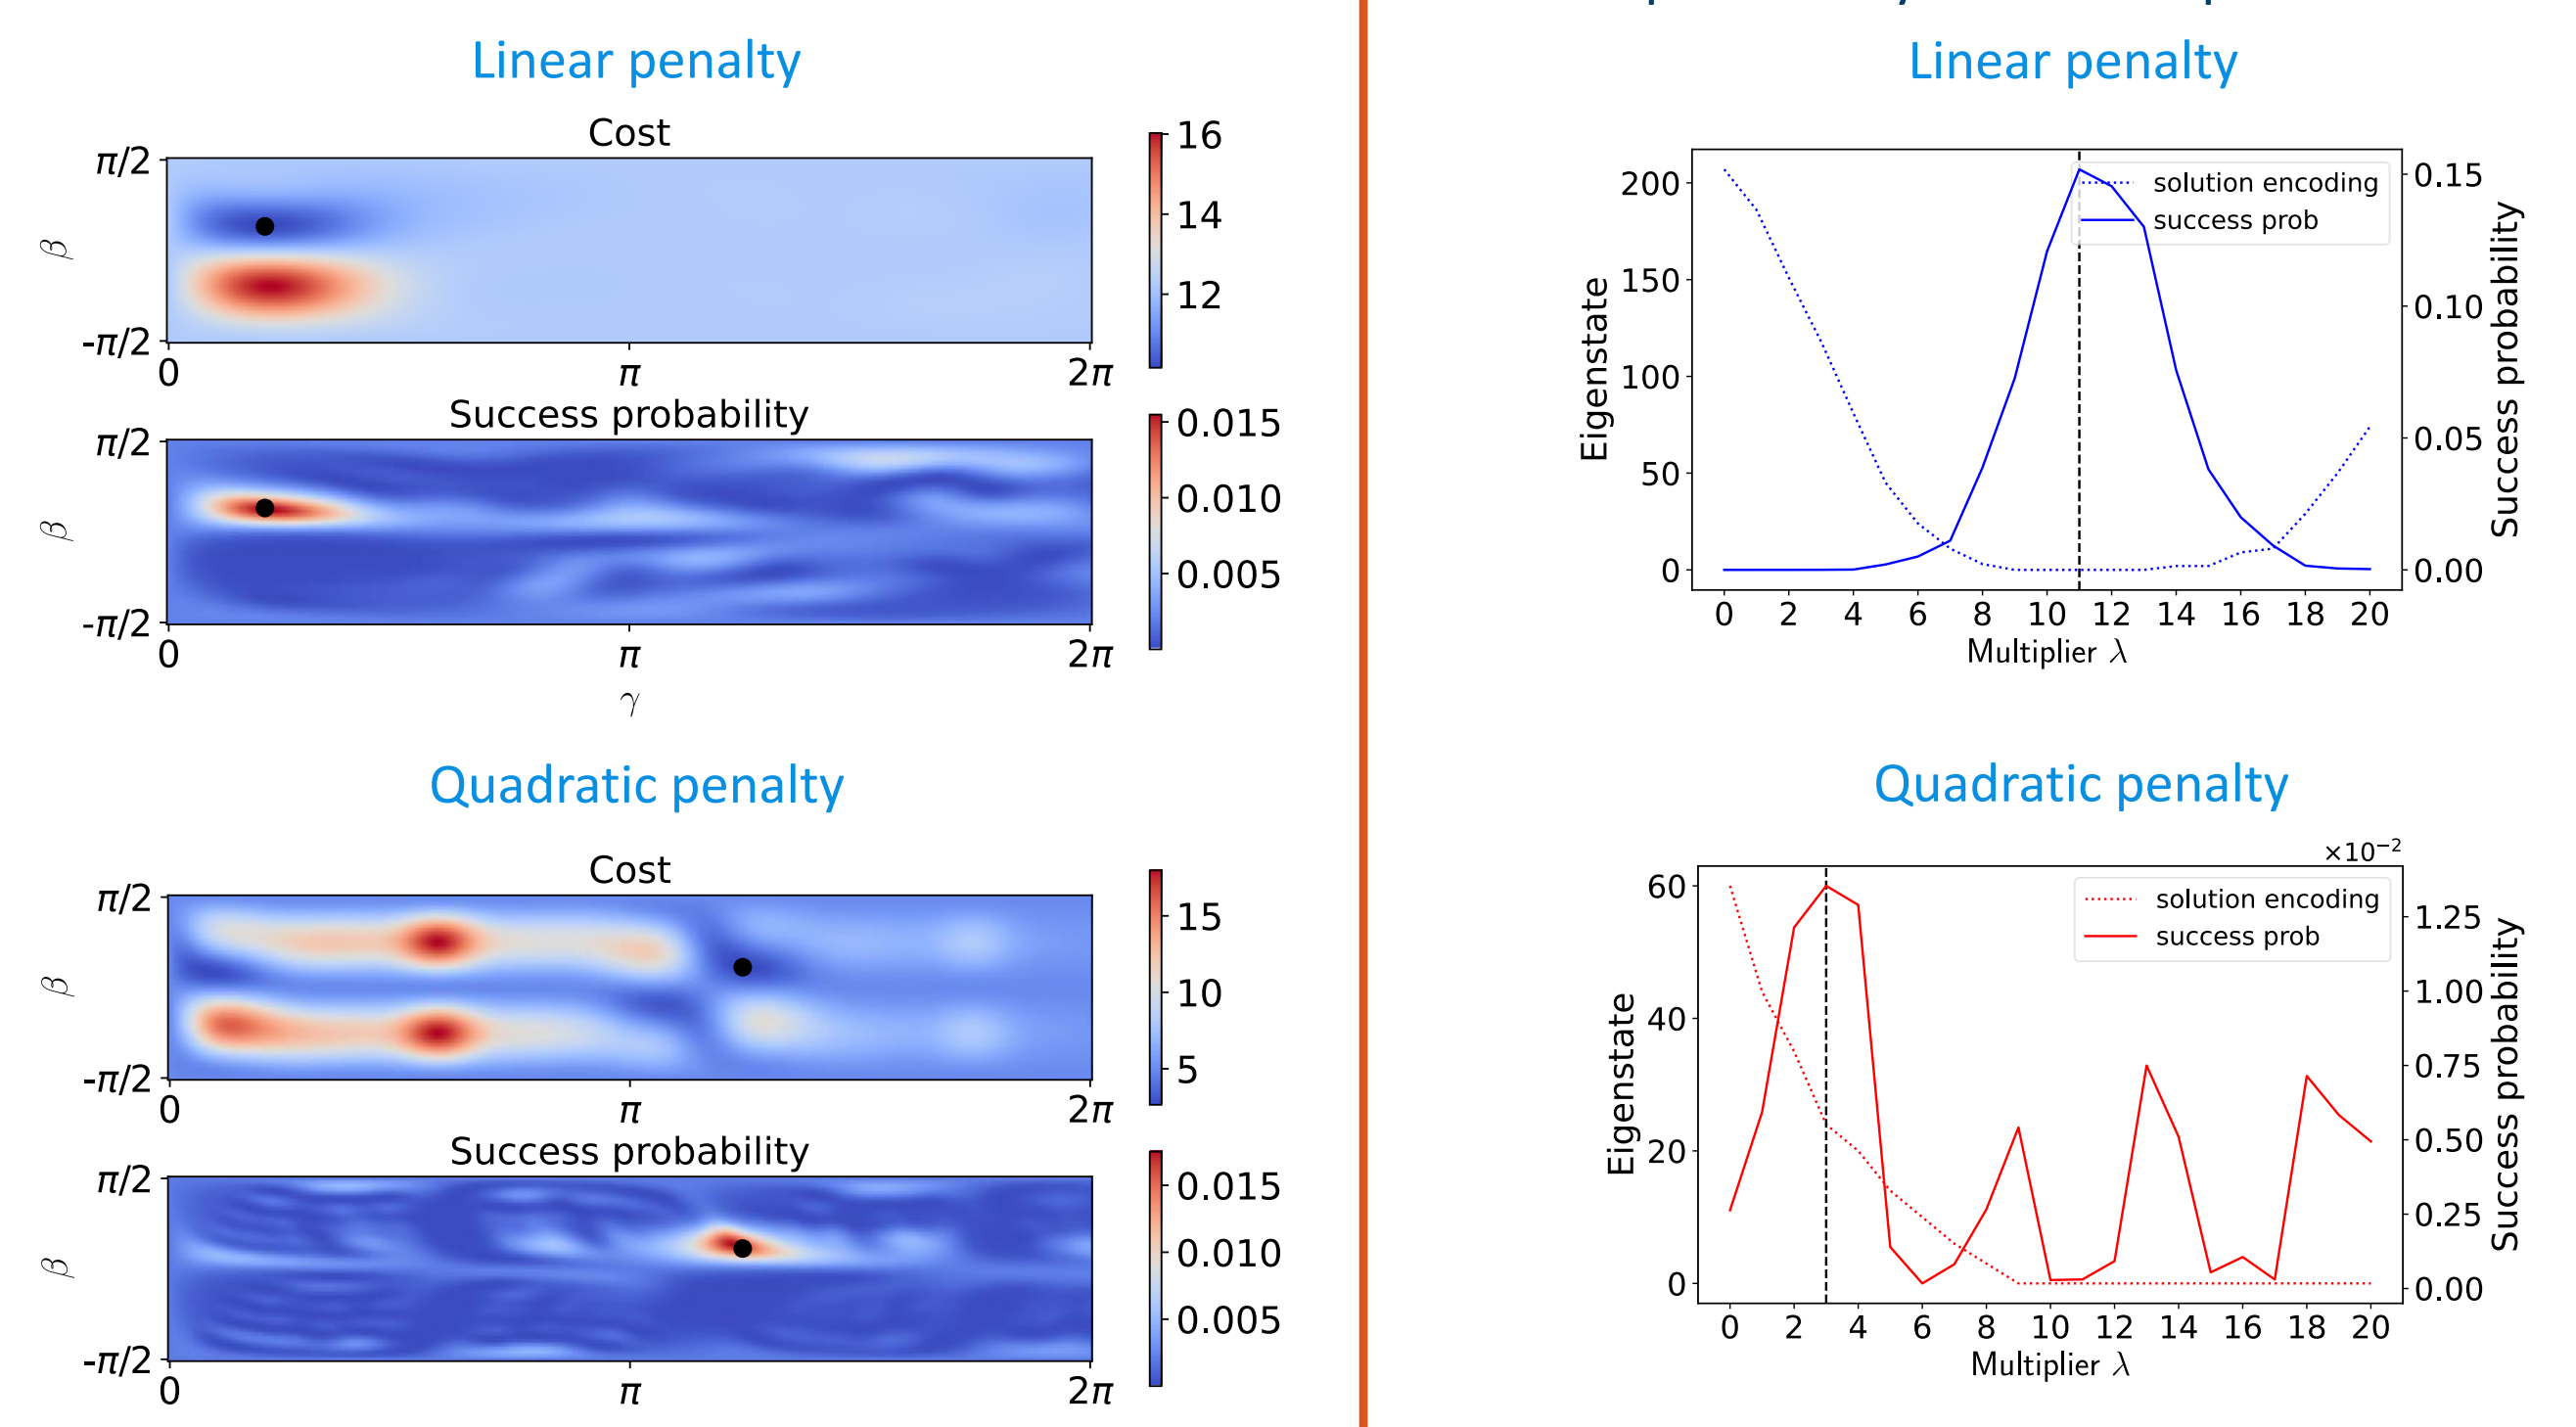 Linear penalty
Cost
π/2
β
-π/2
0 π 2π
16
14
12
Success probability
π/2
β
-π/2
0 π 2π
γ
0.015
0.010
0.005
Quadratic penalty
Cost
π/2
β
-π/2
0 π 2π
15
10
5
Success probability
π/2
β
-π/2
0 π 2π
0.015
0.010
0.005
Linear penalty
solution encoding
success prob
Eigenstate
200
150
100
50
0
0.15
0.10
0.05
0.00
Success probability
0 2 4 6 8 10 12 14 16 18 20
Multiplier λ
Quadratic penalty
×10⁻²
solution encoding
success prob
Eigenstate
60
40
20
0
1.25
1.00
0.75
0.50
0.25
0.00
Success probability
0 2 4 6 8 10 12 14 16 18 20
Multiplier λ